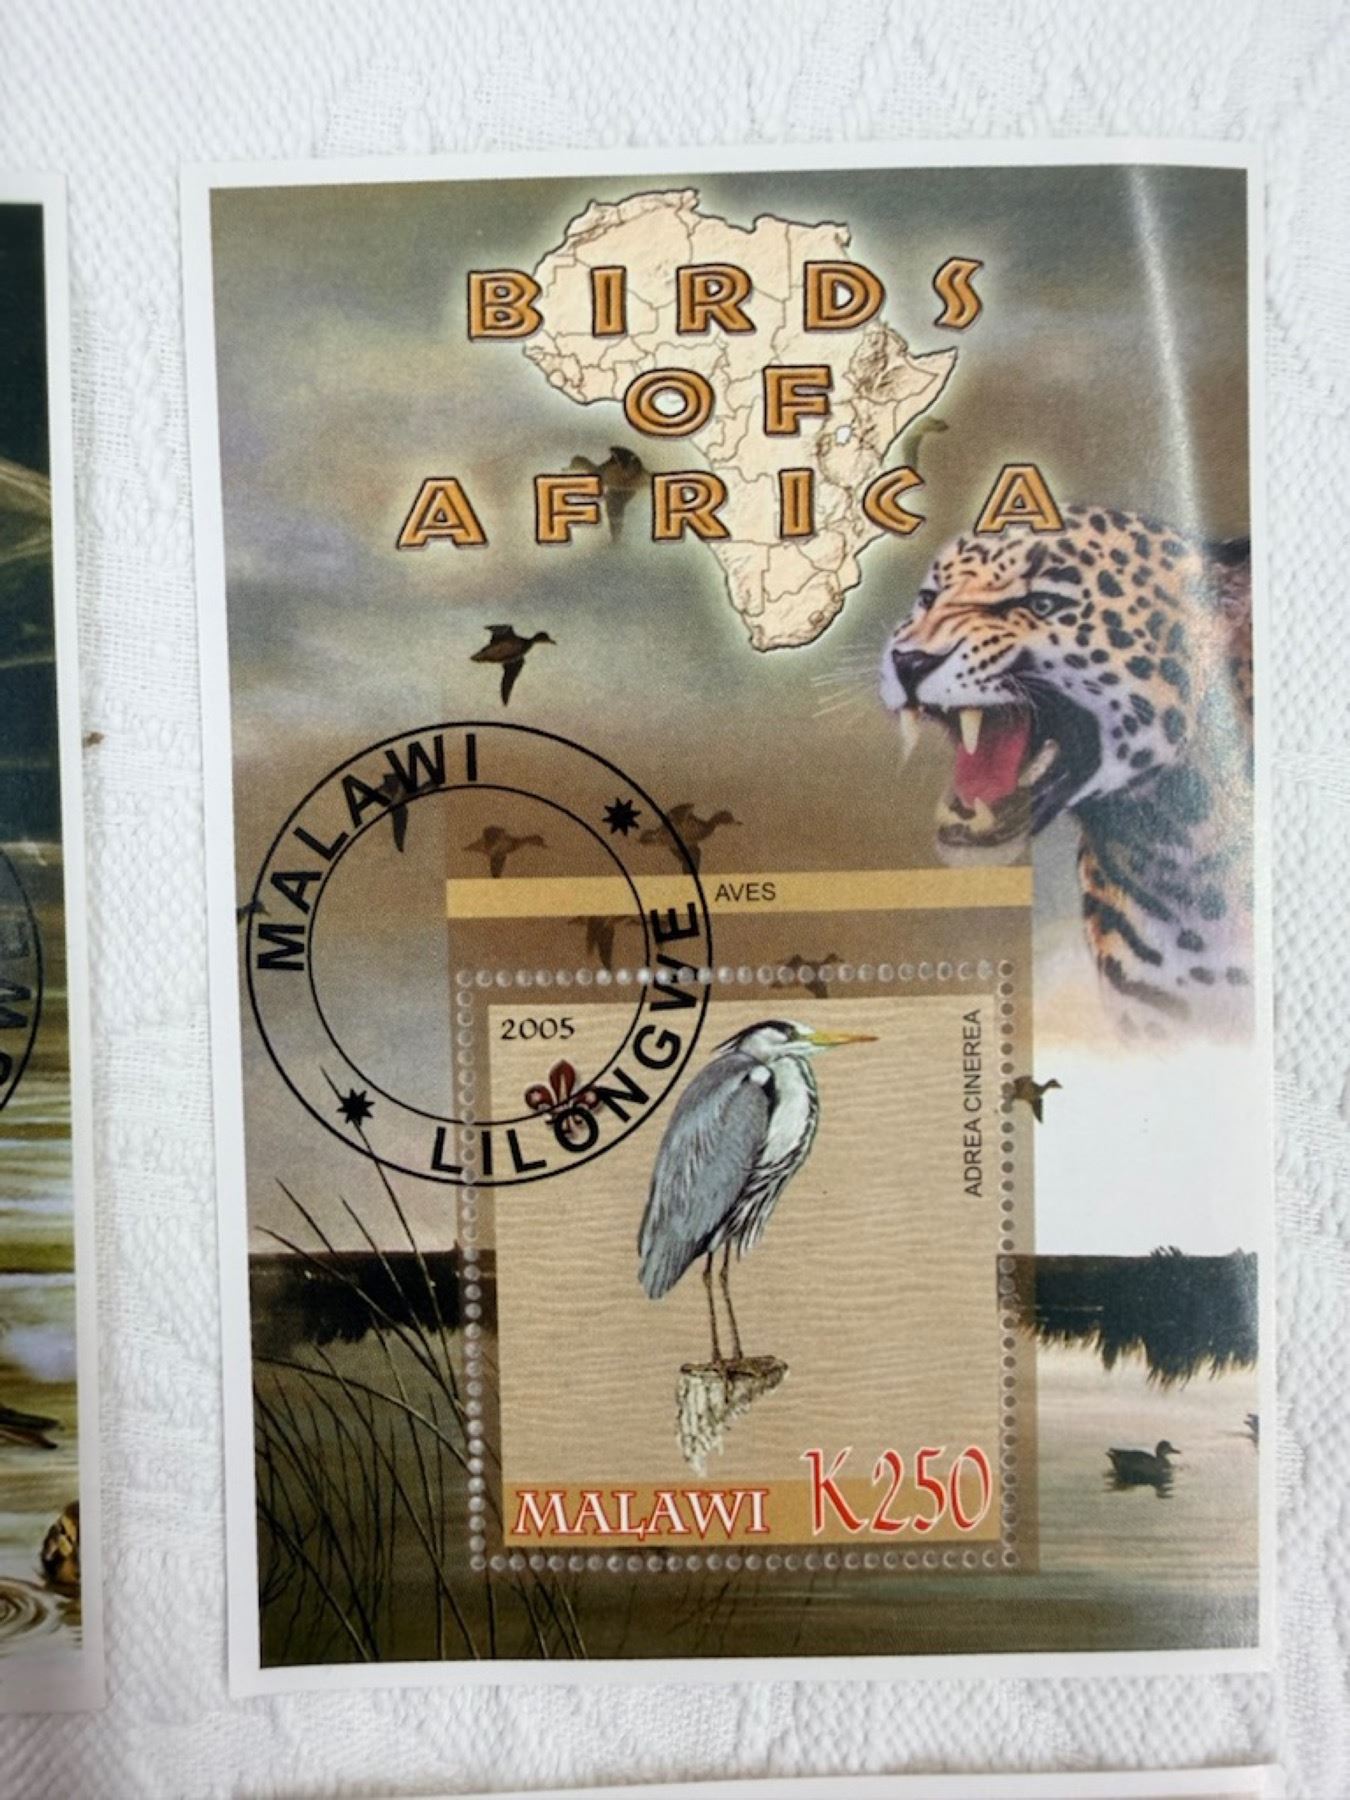 BIRDS
OF
AFRICA
MALAWI
LILONGWE
AVES
2005
ADREA CINEREA
MALAWI K250